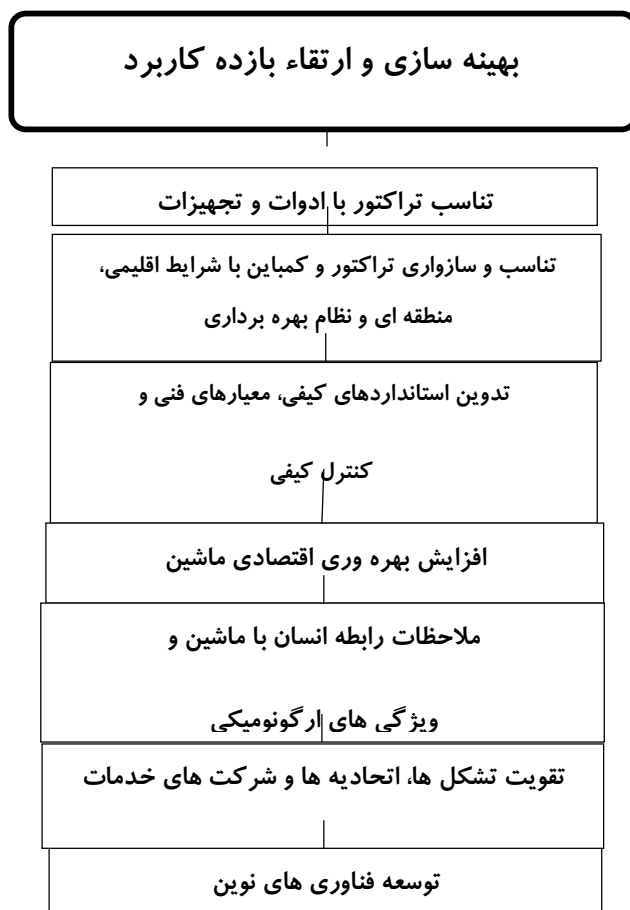 بهینه سازی و ارتقاء بازده کاربرد
تناسب تراکتور با ادوات و تجهیزات
تناسب و سازواری تراکتور و کمباین با شرایط اقلیمی،
منطقه ای و نظام بهره برداری
تدوین استانداردهای کیفی، معیارهای فنی و
کنترل کیفی
افزایش بهره وری اقتصادی ماشین
ملاحظات رابطه انسان با ماشین و
ویژگی های ارگونومیکی
تقویت تشکل ها، اتحادیه ها و شرکت های خدمات
توسعه فناوری های نوین